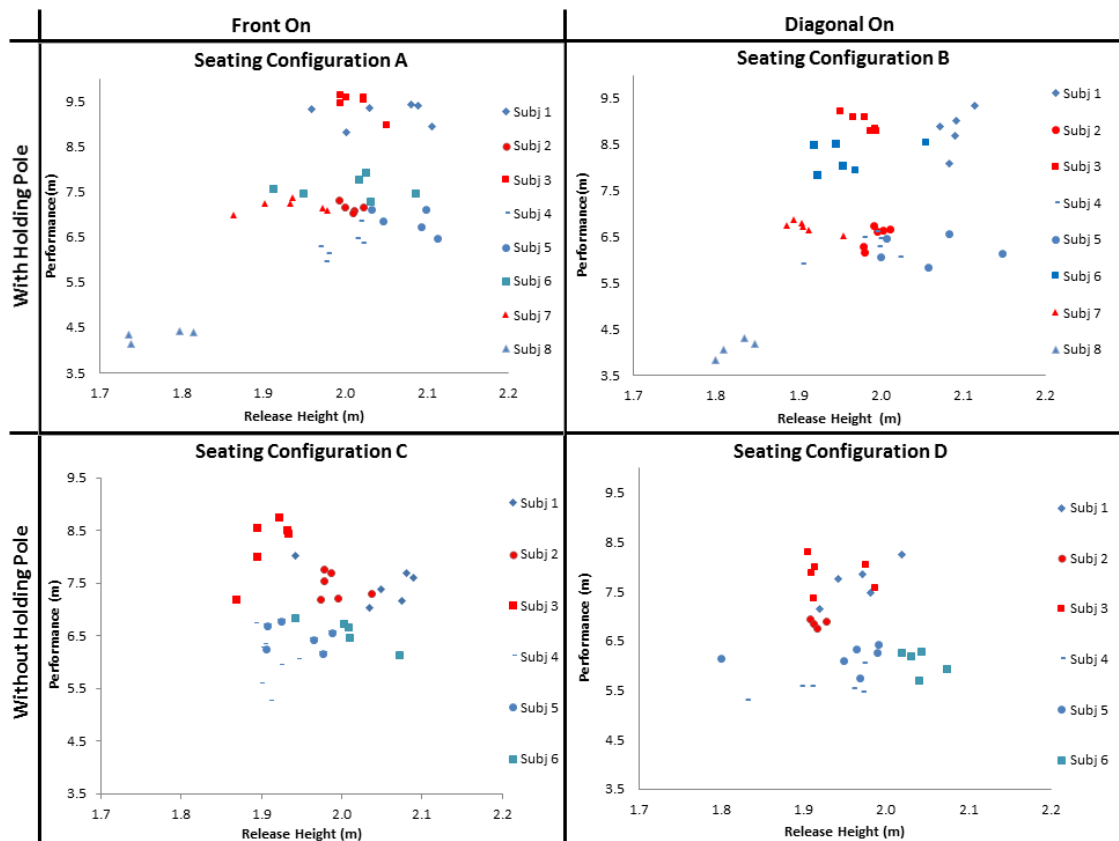 Front On
Diagonal On
With Holding Pole
Seating Configuration A
Performance(m)
9.5
8.5
7.5
6.5
5.5
4.5
3.5
1.7 1.8 1.9 2.0 2.1 2.2
Release Height (m)
Subj 1
Subj 2
Subj 3
Subj 4
Subj 5
Subj 6
Subj 7
Subj 8
Seating Configuration B
Performance(m)
9.5
8.5
7.5
6.5
5.5
4.5
3.5
1.7 1.8 1.9 2.0 2.1 2.2
Release Height (m)
Subj 1
Subj 2
Subj 3
Subj 4
Subj 5
Subj 6
Subj 7
Subj 8
Without Holding Pole
Seating Configuration C
Performance (m)
9.5
8.5
7.5
6.5
5.5
4.5
3.5
1.7 1.8 1.9 2.0 2.1 2.2
Release Height (m)
Subj 1
Subj 2
Subj 3
Subj 4
Subj 5
Subj 6
Seating Configuration D
Performance (m)
9.5
8.5
7.5
6.5
5.5
4.5
3.5
1.7 1.8 1.9 2.0 2.1 2.2
Release Height (m)
Subj 1
Subj 2
Subj 3
Subj 4
Subj 5
Subj 6